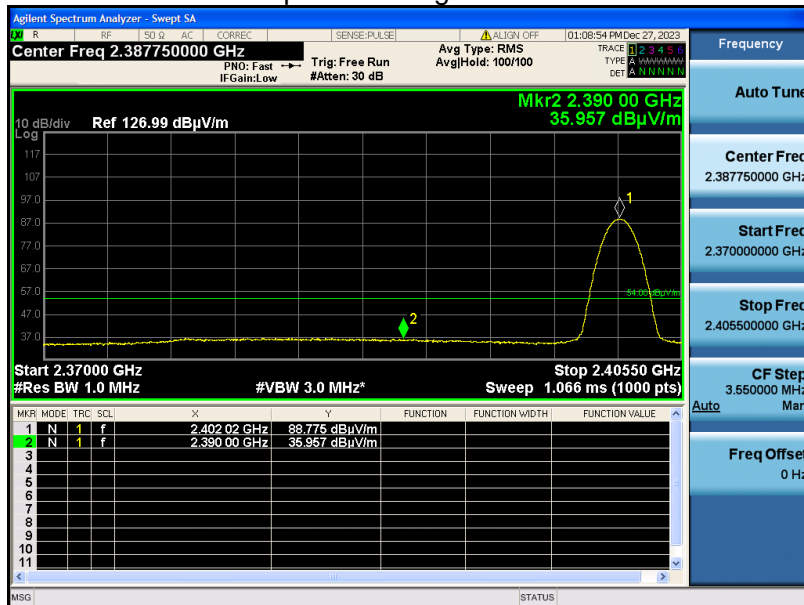 Agilent Spectrum Analyzer - Swept SA
R RF 50 Ω AC CORREC SENSE:PULSE ALIGN OFF 01:08:54 PM Dec 27, 2023
Center Freq 2.387750000 GHz
PNO: Fast
IFGain:Low
Trig: Free Run
#Atten: 30 dB
Avg Type: RMS
Avg|Hold: 100/100
TRACE 1 2 3 4 5 6
TYPE A WWWWW
DET A N N N N N
Mkr2 2.390 00 GHz
35.957 dBµV/m
10 dB/div Ref 126.99 dBµV/m
Log
117
107
97.0
87.0
77.0
67.0
57.0
47.0
37.0
1
2
54.00 dBµV/m
Start 2.37000 GHz Stop 2.40550 GHz
#Res BW 1.0 MHz #VBW 3.0 MHz* Sweep 1.066 ms (1000 pts)
MKR MODE TRC SCL X Y FUNCTION FUNCTION WIDTH FUNCTION VALUE
1 N 1 f 2.402 02 GHz 88.775 dBµV/m
2 N 1 f 2.390 00 GHz 35.957 dBµV/m
3
4
5
6
7
8
9
10
11
MSG STATUS
Frequency
Auto Tune
Center Freq
2.387750000 GHz
Start Freq
2.370000000 GHz
Stop Freq
2.405500000 GHz
CF Step
3.550000 MHz
Auto Man
Freq Offset
0 Hz